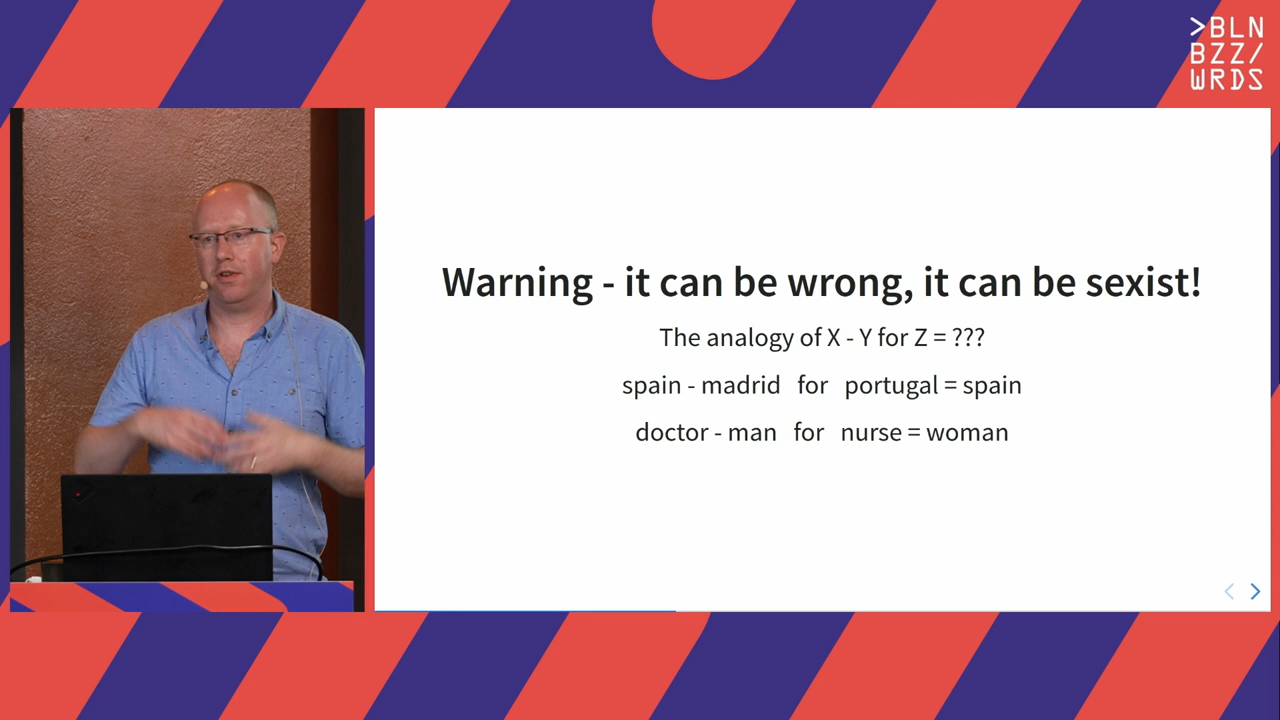 >BLN
BZZ/
WRDS
Warning - it can be wrong, it can be sexist!
The analogy of X - Y for Z = ???
spain - madrid for portugal = spain
doctor - man for nurse = woman